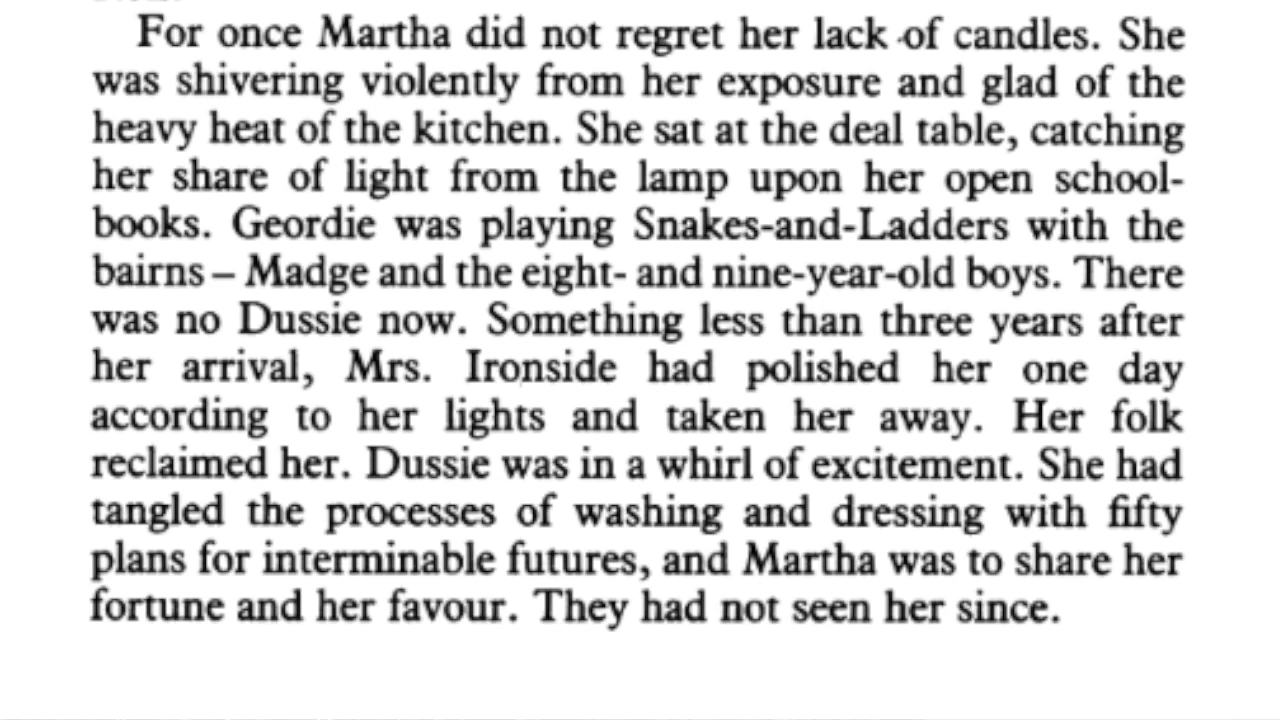 For once Martha did not regret her lack of candles. She
was shivering violently from her exposure and glad of the
heavy heat of the kitchen. She sat at the deal table, catching
her share of light from the lamp upon her open school-
books. Geordie was playing Snakes-and-Ladders with the
bairns – Madge and the eight- and nine-year-old boys. There
was no Dussie now. Something less than three years after
her arrival, Mrs. Ironside had polished her one day
according to her lights and taken her away. Her folk
reclaimed her. Dussie was in a whirl of excitement. She had
tangled the processes of washing and dressing with fifty
plans for interminable futures, and Martha was to share her
fortune and her favour. They had not seen her since.